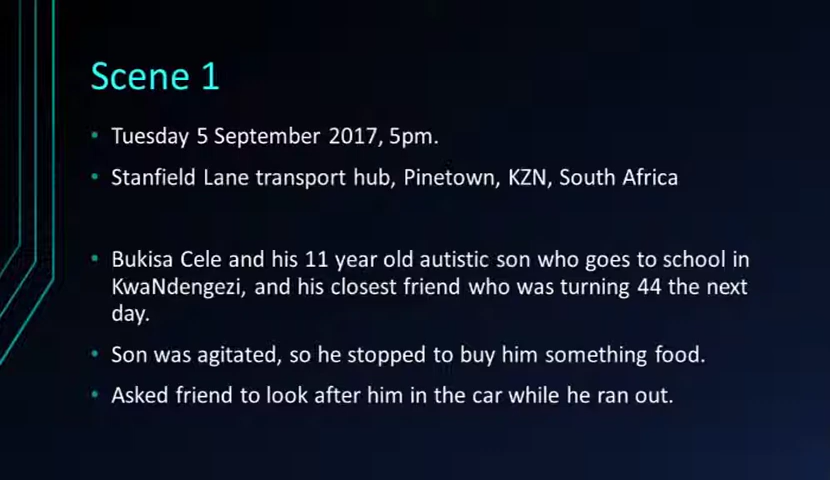 Scene 1
• Tuesday 5 September 2017, 5pm.
• Stanfield Lane transport hub, Pinetown, KZN, South Africa
• Bukisa Cele and his 11 year old autistic son who goes to school in
KwaNdengezi, and his closest friend who was turning 44 the next
day.
• Son was agitated, so he stopped to buy him something food.
• Asked friend to look after him in the car while he ran out.